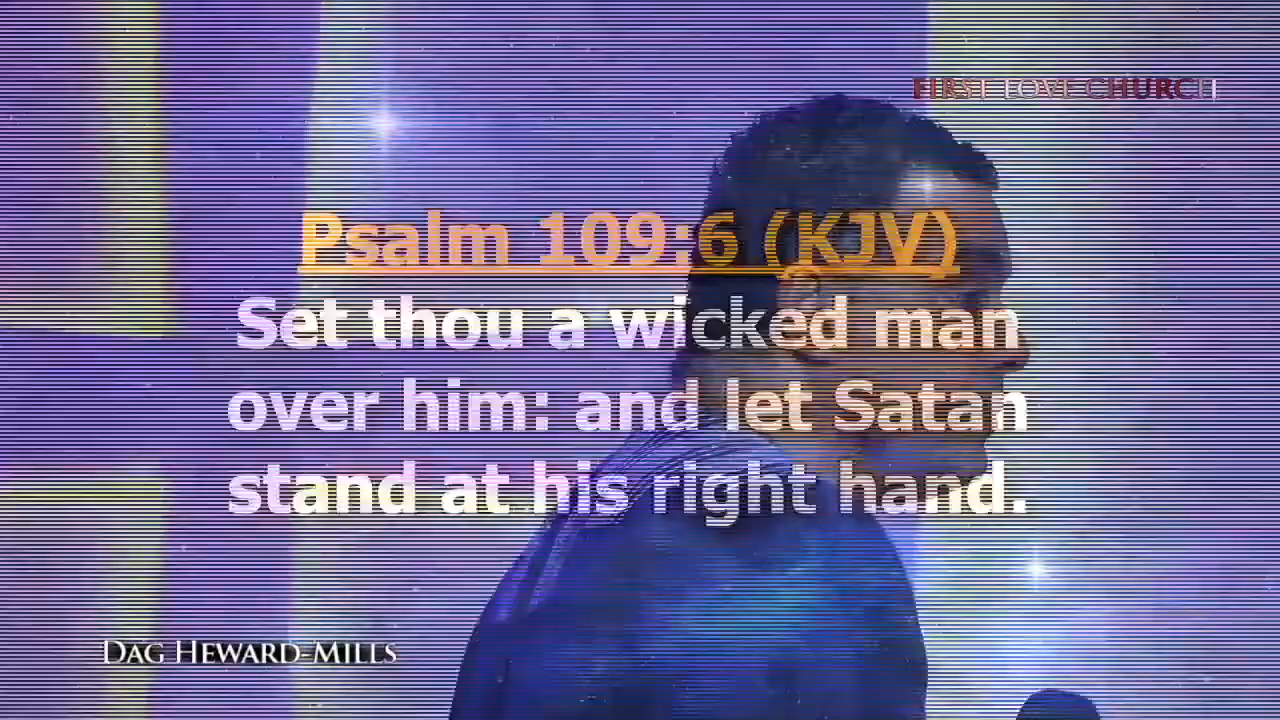 FIRST LOVE CHURCH
Psalm 109:6 (KJV)
Set thou a wicked man
over him: and let Satan
stand at his right hand.
DAG HEWARD-MILLS